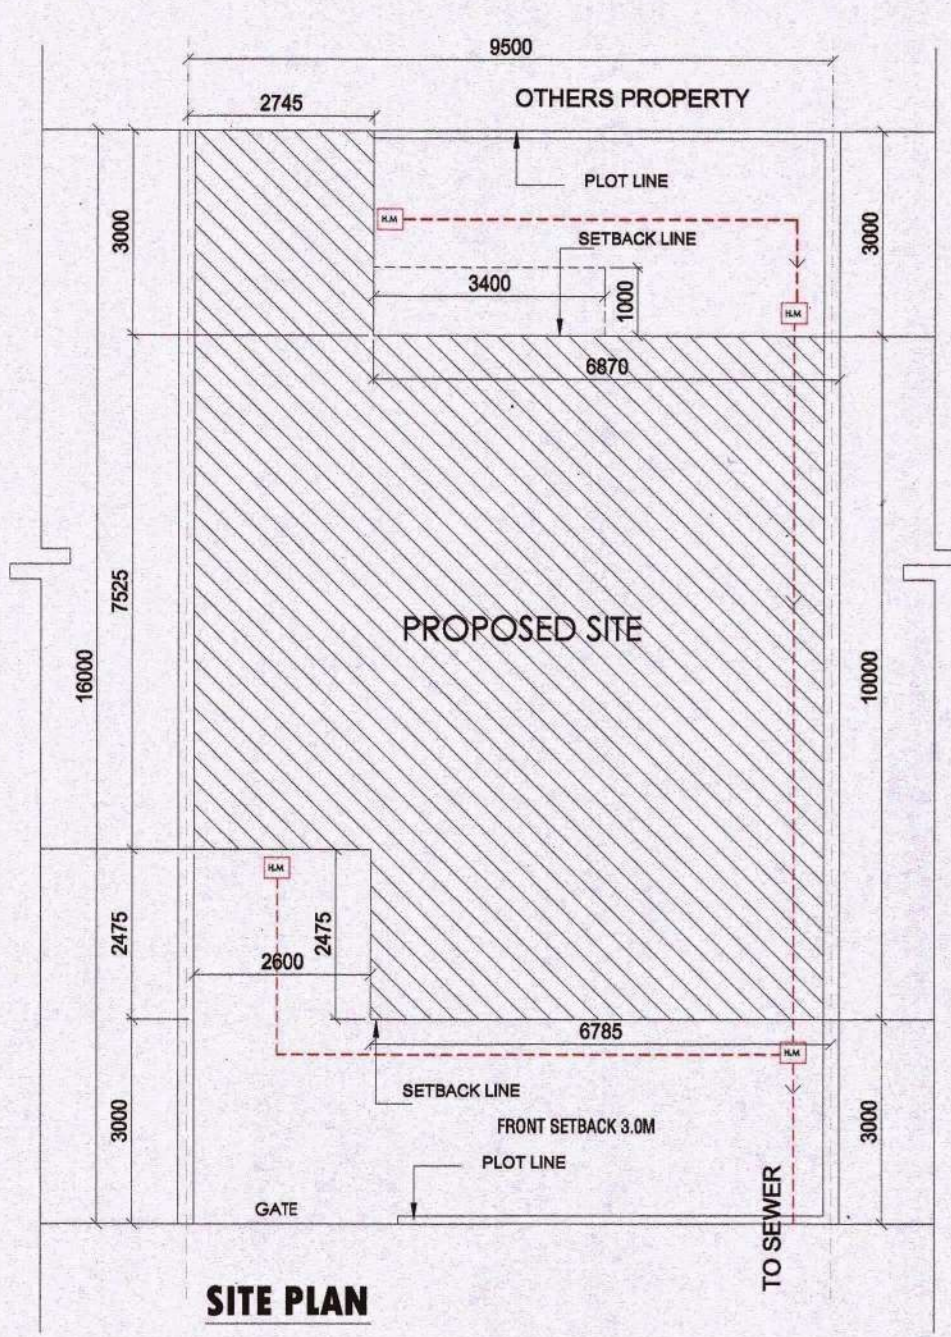 9500
2745
OTHERS PROPERTY
PLOT LINE
3000
H.M
SETBACK LINE
3000
3400
1000
H.M
6870
7525
PROPOSED SITE
16000
10000
H.M
2475
2475
2600
6785
H.M
SETBACK LINE
3000
FRONT SETBACK 3.0M
3000
PLOT LINE
GATE
TO SEWER
SITE PLAN